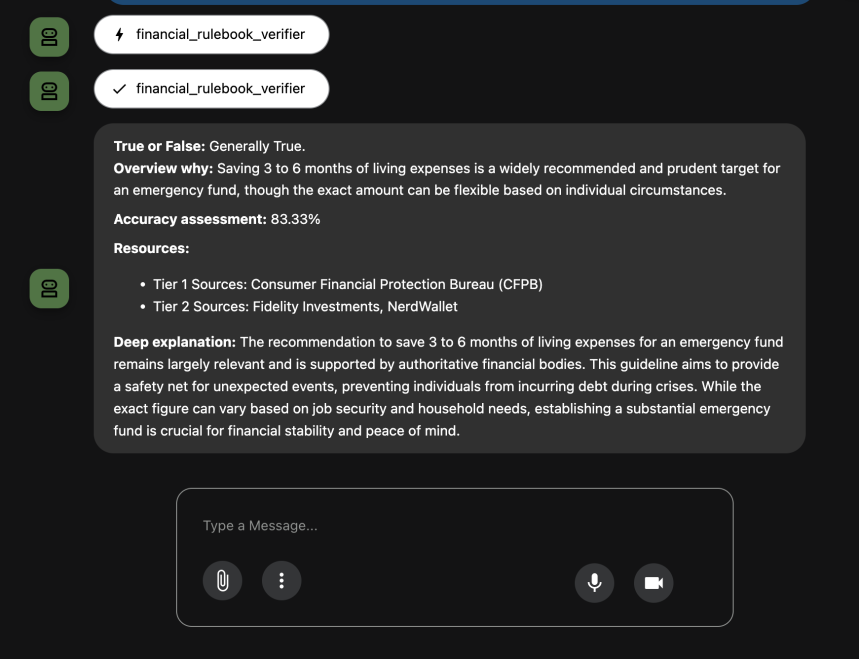 financial_rulebook_verifier
financial_rulebook_verifier
True or False: Generally True.
Overview why: Saving 3 to 6 months of living expenses is a widely recommended and prudent target for
an emergency fund, though the exact amount can be flexible based on individual circumstances.
Accuracy assessment: 83.33%
Resources:
• Tier 1 Sources: Consumer Financial Protection Bureau (CFPB)
• Tier 2 Sources: Fidelity Investments, NerdWallet
Deep explanation: The recommendation to save 3 to 6 months of living expenses for an emergency fund
remains largely relevant and is supported by authoritative financial bodies. This guideline aims to provide
a safety net for unexpected events, preventing individuals from incurring debt during crises. While the
exact figure can vary based on job security and household needs, establishing a substantial emergency
fund is crucial for financial stability and peace of mind.
Type a Message...